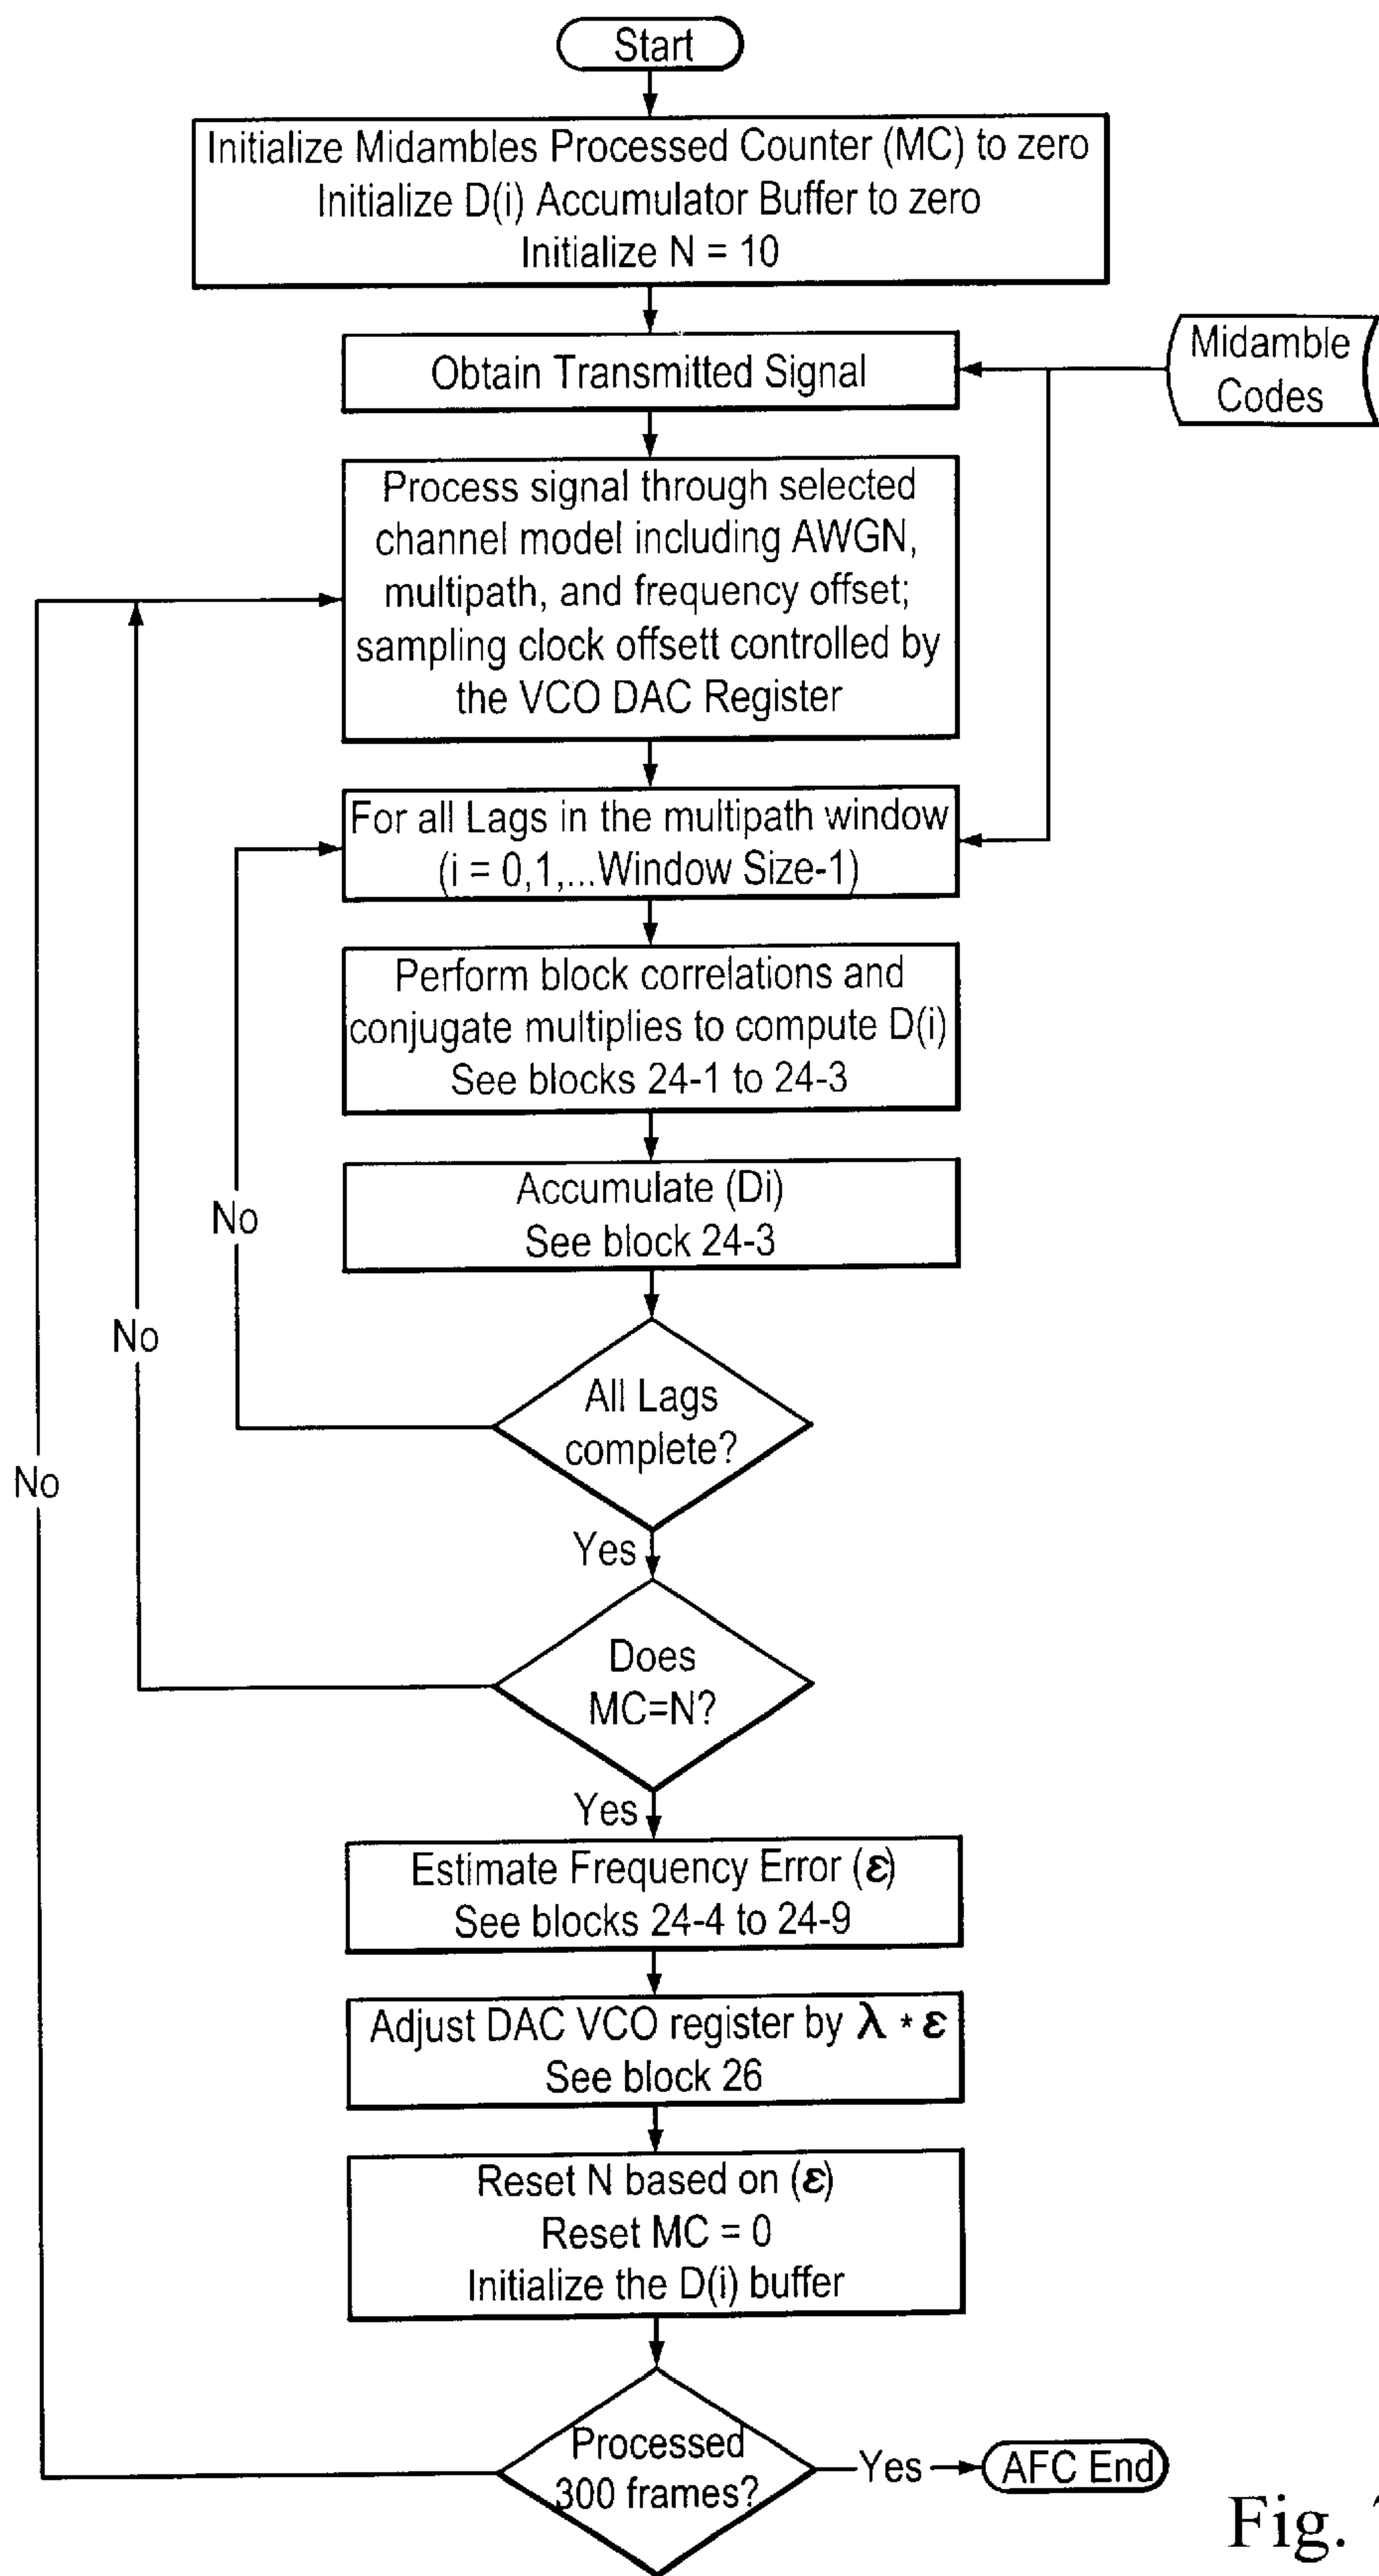 Start
Initialize Midambles Processed Counter (MC) to zero
Initialize D(i) Accumulator Buffer to zero
Initialize N = 10
Obtain Transmitted Signal
Midamble
Codes
Process signal through selected
channel model including AWGN,
multipath, and frequency offset;
sampling clock offsett controlled by
the VCO DAC Register
For all Lags in the multipath window
(i = 0,1,...Window Size-1)
Perform block correlations and
conjugate multiplies to compute D(i)
See blocks 24-1 to 24-3
Accumulate (Di)
See block 24-3
No
No
No
All Lags
complete?
Yes
Does
MC=N?
Yes
Estimate Frequency Error (ε)
See blocks 24-4 to 24-9
Adjust DAC VCO register by λ * ε
See block 26
Reset N based on (ε)
Reset MC = 0
Initialize the D(i) buffer
Processed
300 frames?
Yes
AFC End
Fig.